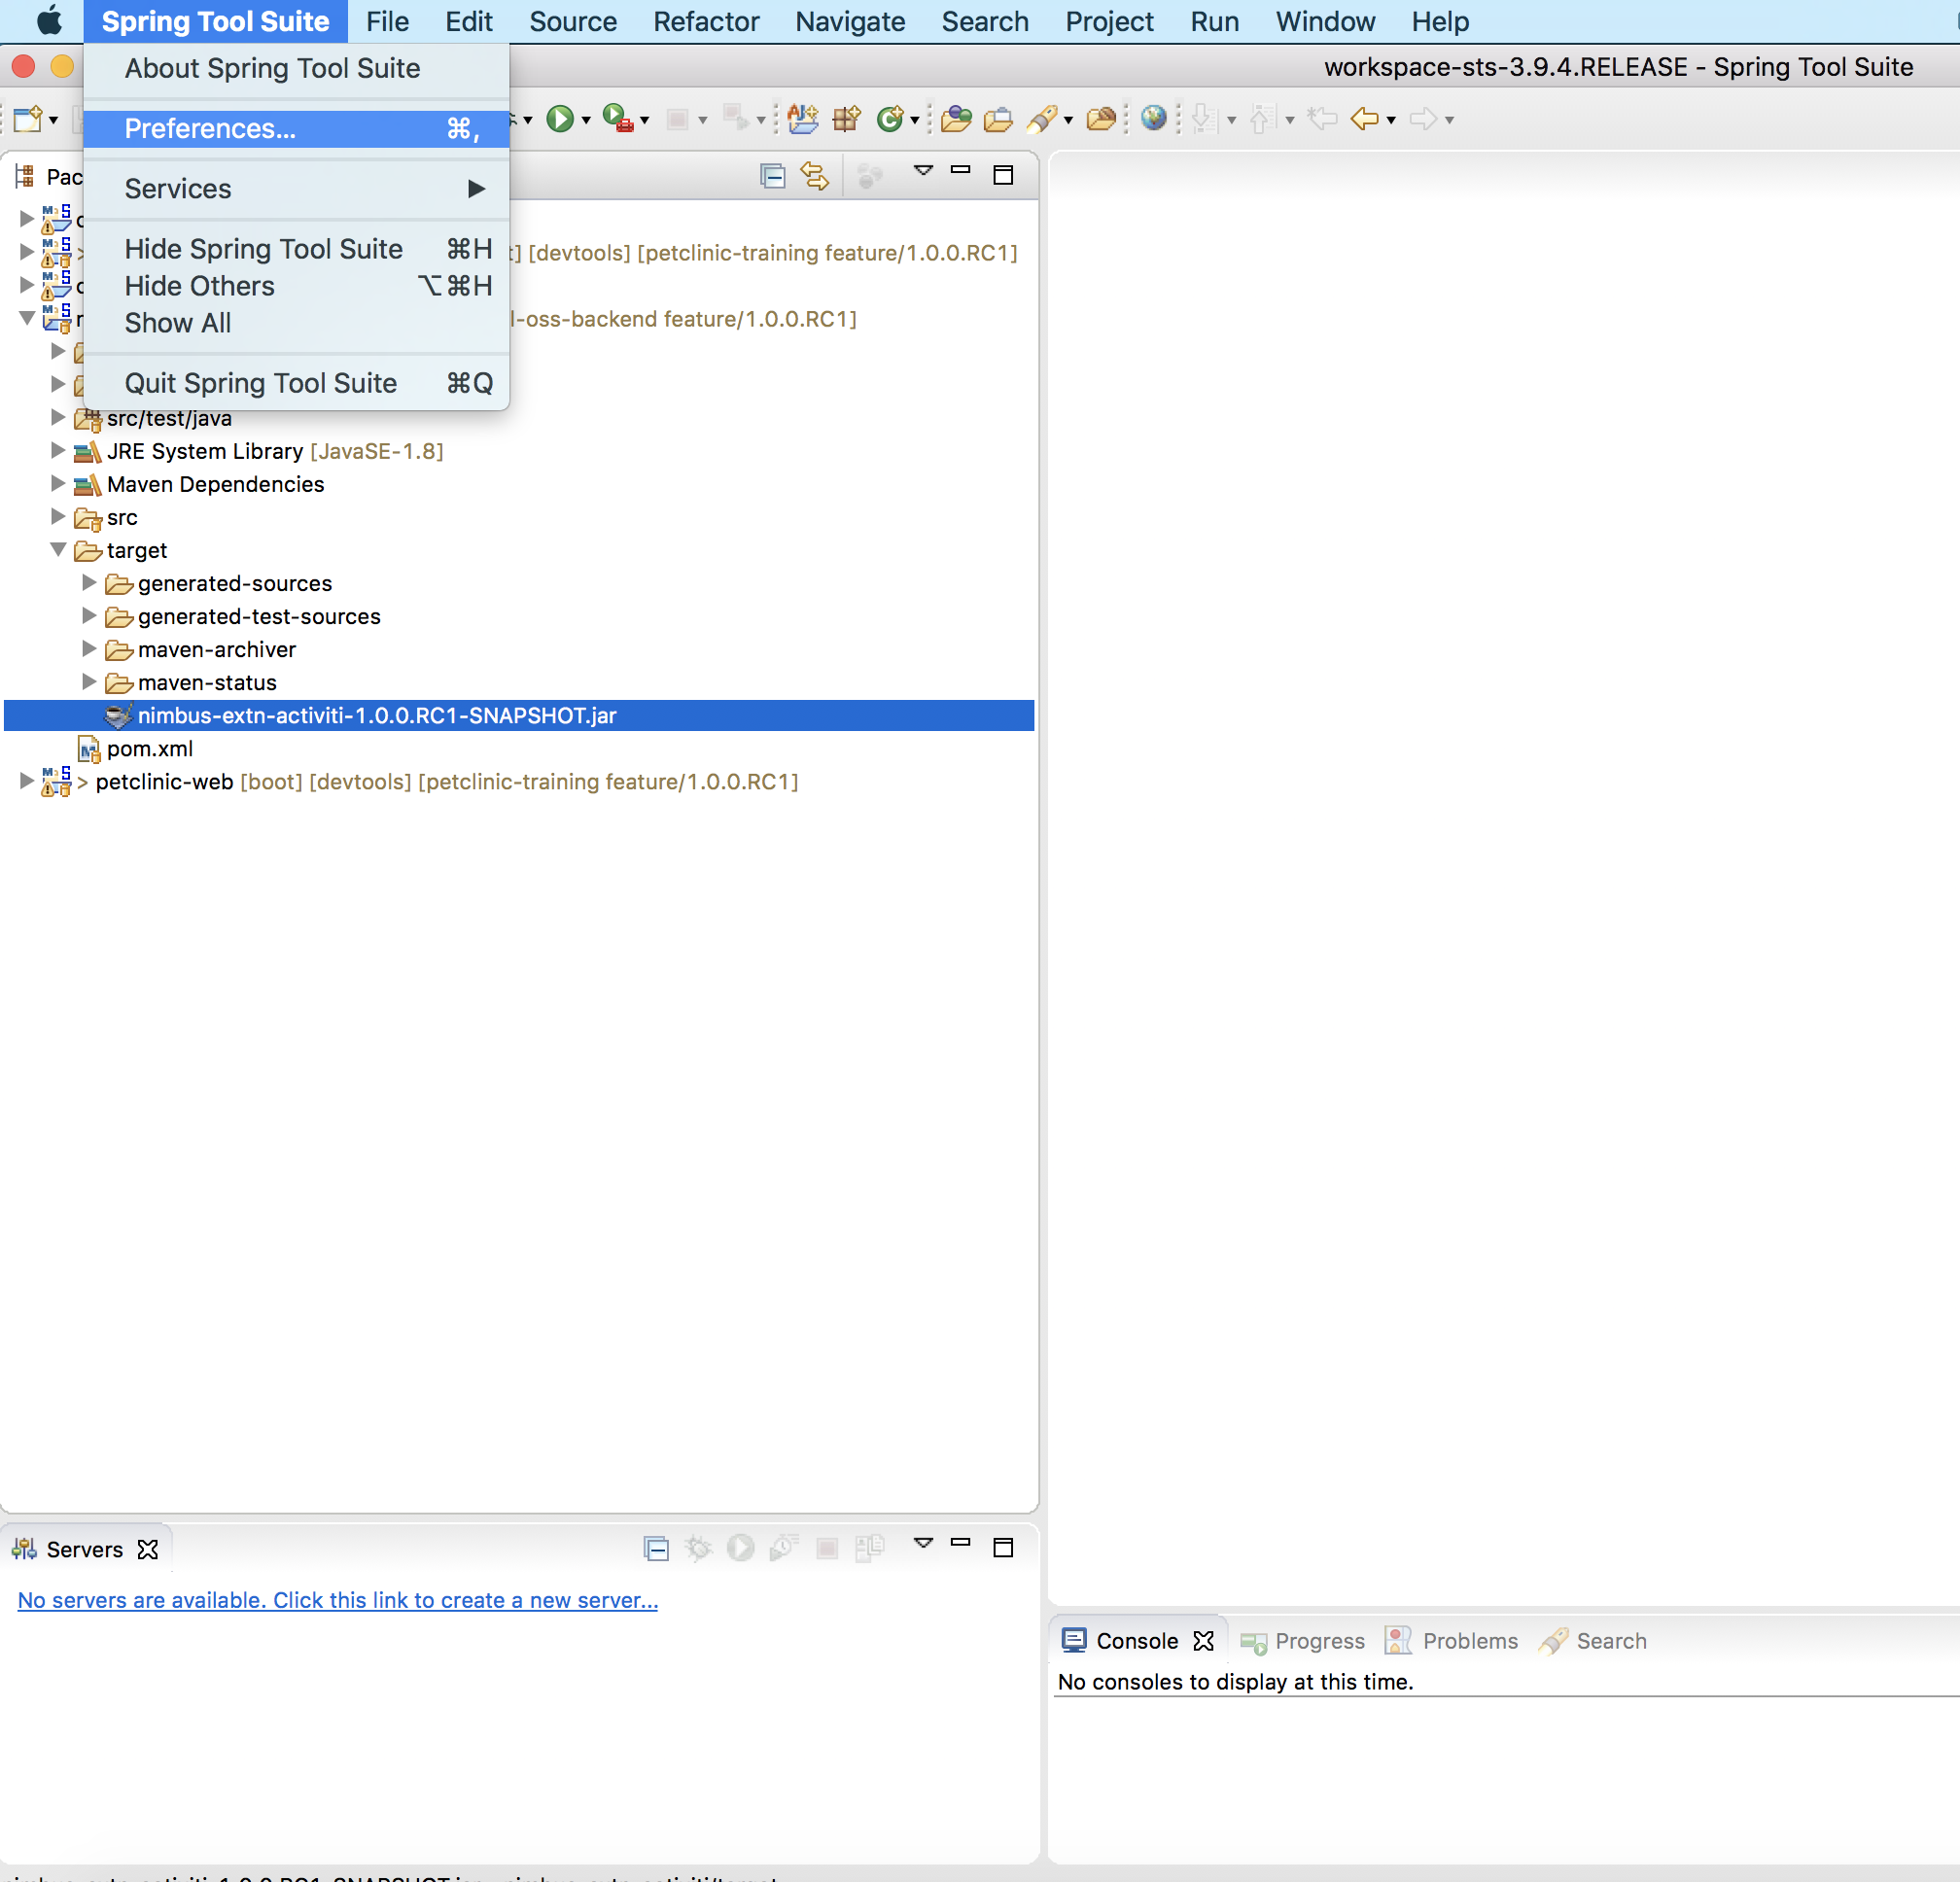 Spring Tool Suite File Edit Source Refactor Navigate Search Project Run Window Help
workspace-sts-3.9.4.RELEASE - Spring Tool Suite
About Spring Tool Suite
Preferences... ⌘,
Services
Hide Spring Tool Suite ⌘H
Hide Others ⌥⌘H
Show All
Quit Spring Tool Suite ⌘Q
[devtools] [petclinic-training feature/1.0.0.RC1]
l-oss-backend feature/1.0.0.RC1]
src/test/java
JRE System Library [JavaSE-1.8]
Maven Dependencies
src
target
generated-sources
generated-test-sources
maven-archiver
maven-status
nimbus-extn-activiti-1.0.0.RC1-SNAPSHOT.jar
pom.xml
> petclinic-web [boot] [devtools] [petclinic-training feature/1.0.0.RC1]
Servers
No servers are available. Click this link to create a new server...
Console Progress Problems Search
No consoles to display at this time.